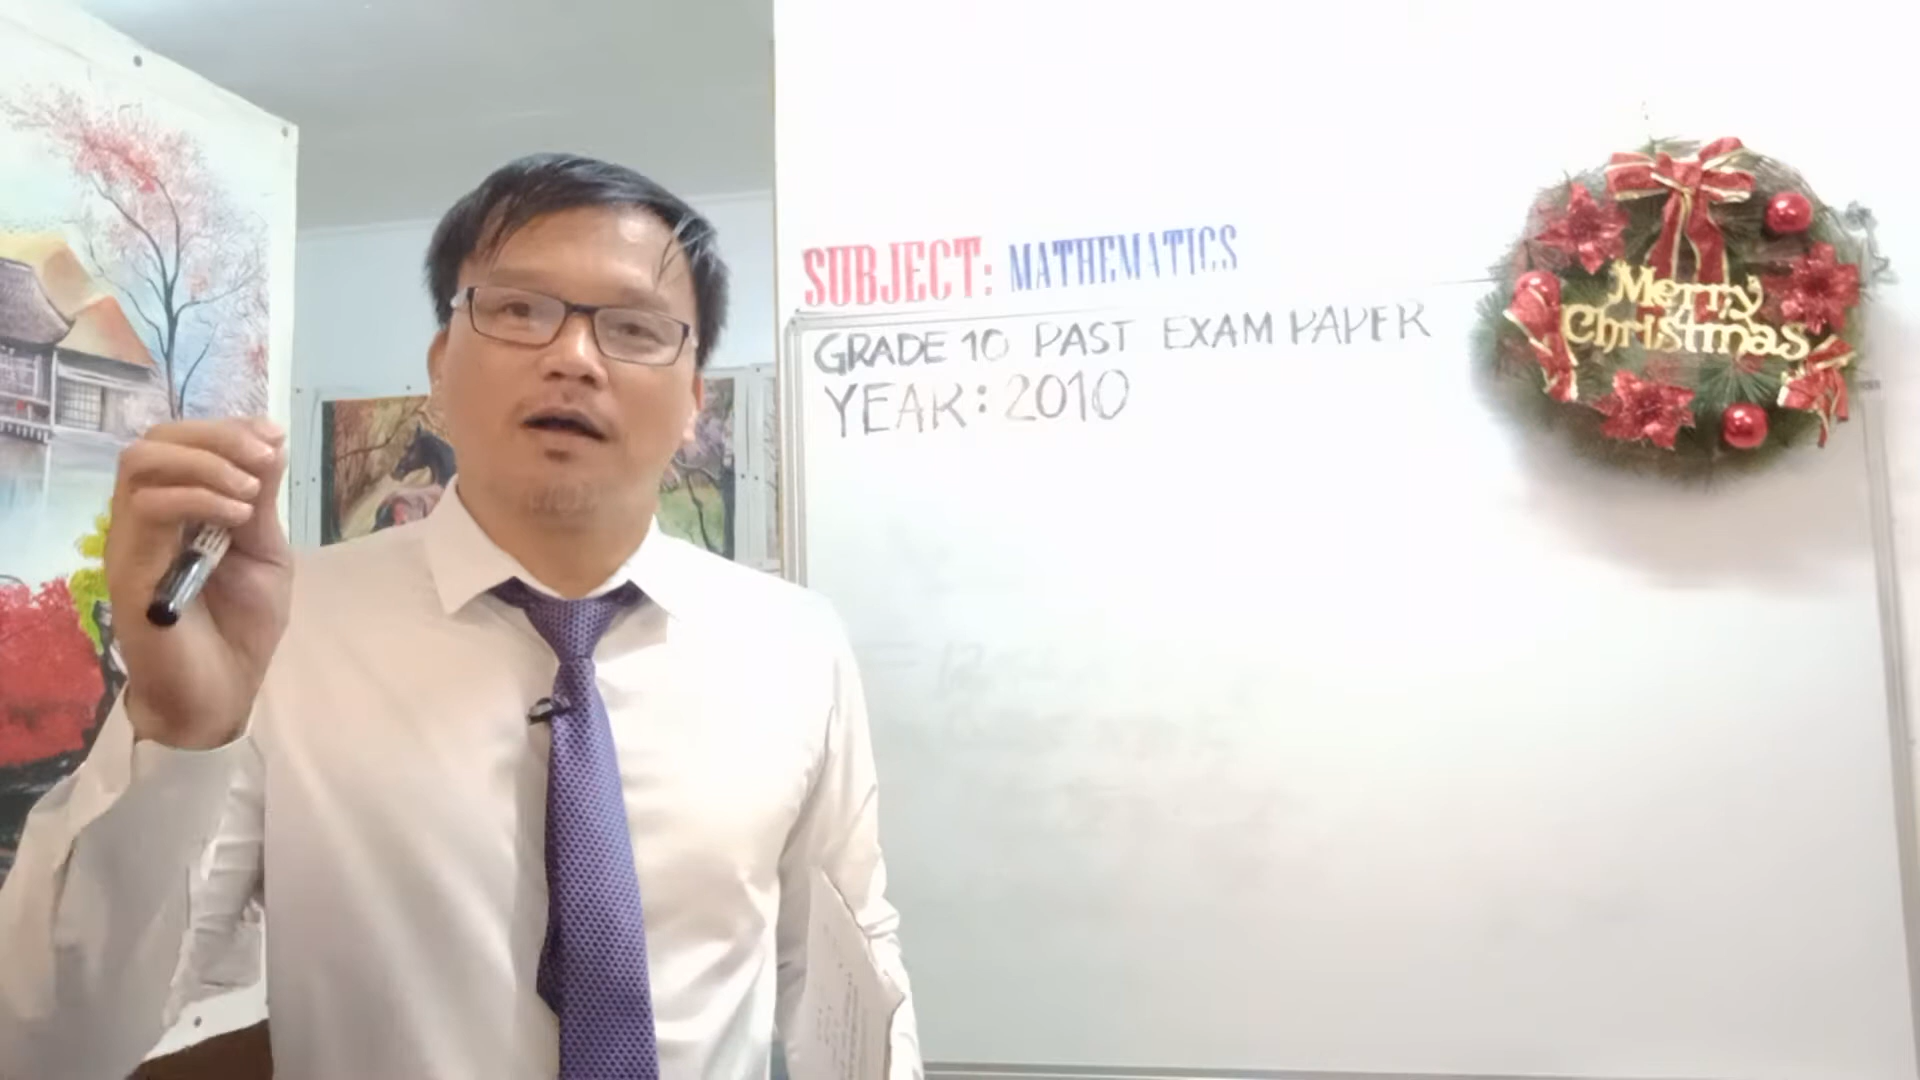 SUBJECT: MATHEMATICS
GRADE 10 PAST EXAM PAPER
YEAR: 2010
Merry
Christmas